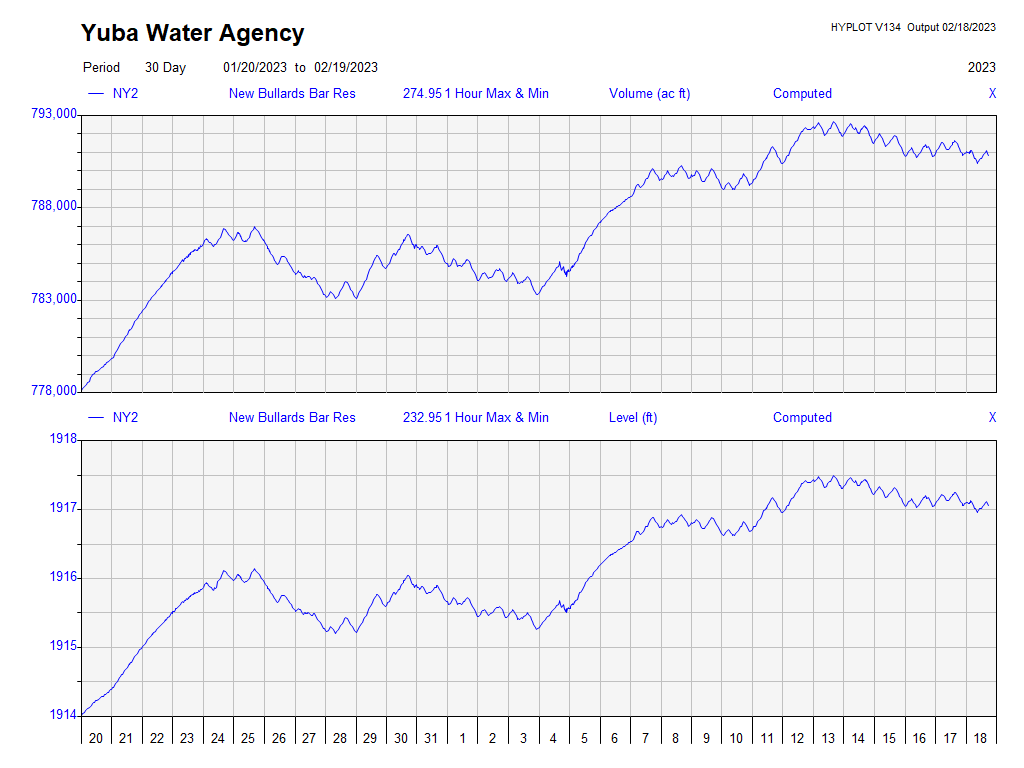 Yuba Water Agency
HYPLOT V134 Output 02/18/2023
Period 30 Day 01/20/2023 to 02/19/2023 2023
NY2 New Bullards Bar Res 274.95 1 Hour Max & Min Volume (ac ft) Computed X
793,000
788,000
783,000
778,000
NY2 New Bullards Bar Res 232.95 1 Hour Max & Min Level (ft) Computed X
1918
1917
1916
1915
1914
20 21 22 23 24 25 26 27 28 29 30 31 1 2 3 4 5 6 7 8 9 10 11 12 13 14 15 16 17 18